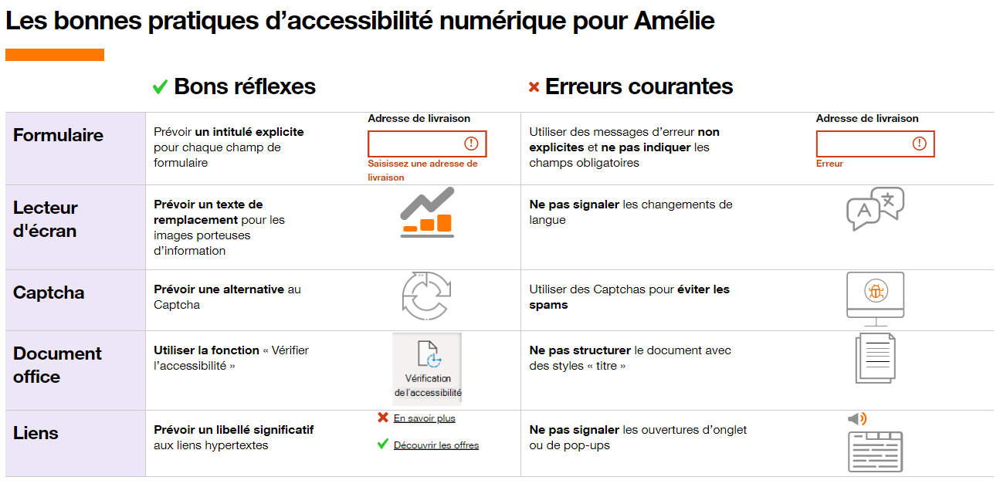 Les bonnes pratiques d’accessibilité numérique pour Amélie
Bons réflexes
Erreurs courantes
Formulaire
Prévoir un intitulé explicite
pour chaque champ de
formulaire
Adresse de livraison
Saisissez une adresse de
livraison
Utiliser des messages d’erreur non
explicites et ne pas indiquer les
champs obligatoires
Adresse de livraison
Erreur
Lecteur
d'écran
Prévoir un texte de
remplacement pour les
images porteuses
d’information
Ne pas signaler les changements de
langue
A 文
Captcha
Prévoir une alternative au
Captcha
Utiliser des Captchas pour éviter les
spams
Document
office
Utiliser la fonction « Vérifier
l’accessibilité »
Vérification
de l'accessibilité
Ne pas structurer le document avec
des styles « titre »
Liens
Prévoir un libellé significatif
aux liens hypertextes
En savoir plus
Découvrir les offres
Ne pas signaler les ouvertures d’onglet
ou de pop-ups